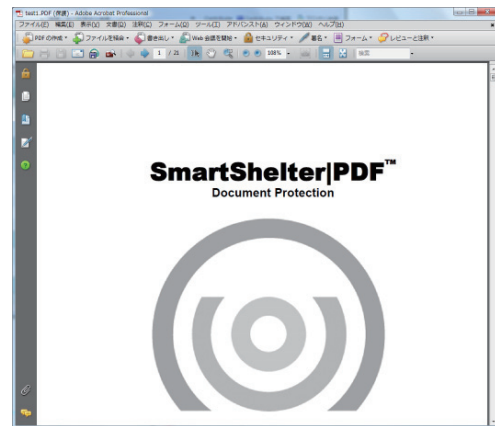 test1.PDF (保護) - Adobe Acrobat Professional
ファイル(F) 編集(E) 表示(V) 文書(D) 注釈(C) フォーム(R) ツール(T) アドバンスト(A) ウィンドウ(W) ヘルプ(H)
PDF の作成 ファイルを結合 書き出し Web 会議を開始 セキュリティ 署名 フォーム レビューと注釈
1 / 21 108% 検索
SmartShelter|PDF™
Document Protection